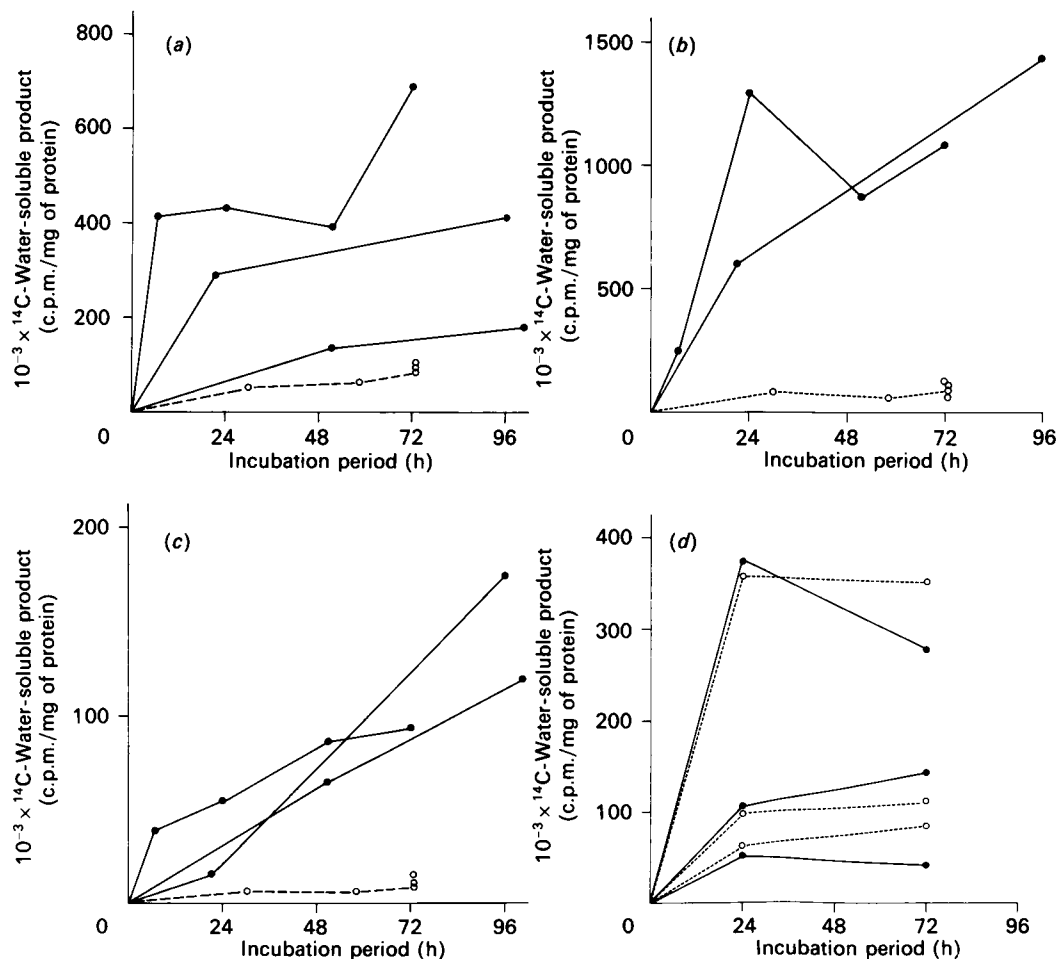 (a)
800
600
400
200
0
24
48
72
96
Incubation period (h)
10⁻³ × ¹⁴C-Water-soluble product
(c.p.m./mg of protein)
(b)
1500
1000
500
0
24
48
72
96
Incubation period (h)
10⁻³ × ¹⁴C-Water-soluble product
(c.p.m./mg of protein)
(c)
200
100
0
24
48
72
96
Incubation period (h)
10⁻³ × ¹⁴C-Water-soluble product
(c.p.m./mg of protein)
(d)
400
300
200
100
0
24
48
72
96
Incubation period (h)
10⁻³ × ¹⁴C-Water-soluble product
(c.p.m./mg of protein)